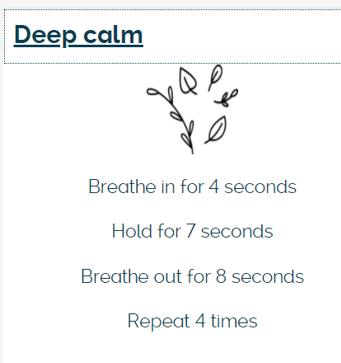 Deep calm
Breathe in for 4 seconds
Hold for 7 seconds
Breathe out for 8 seconds
Repeat 4 times